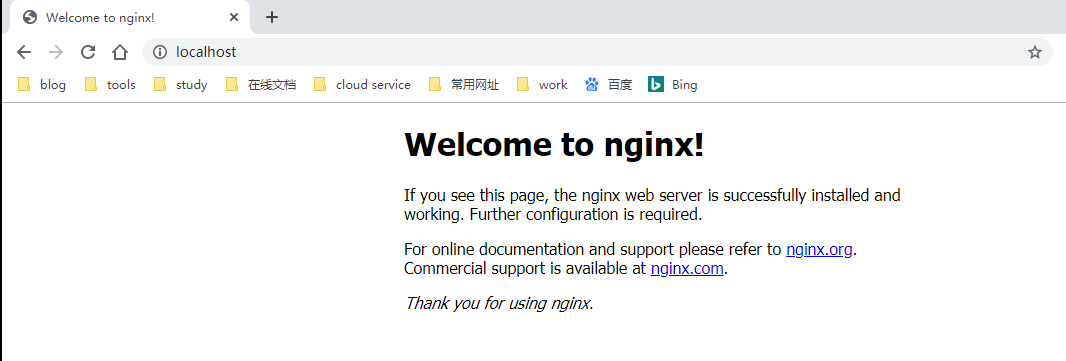 Welcome to nginx!
localhost
blog tools study 在线文档 cloud service 常用网址 work 百度 Bing
Welcome to nginx!
If you see this page, the nginx web server is successfully installed and
working. Further configuration is required.
For online documentation and support please refer to nginx.org.
Commercial support is available at nginx.com.
Thank you for using nginx.